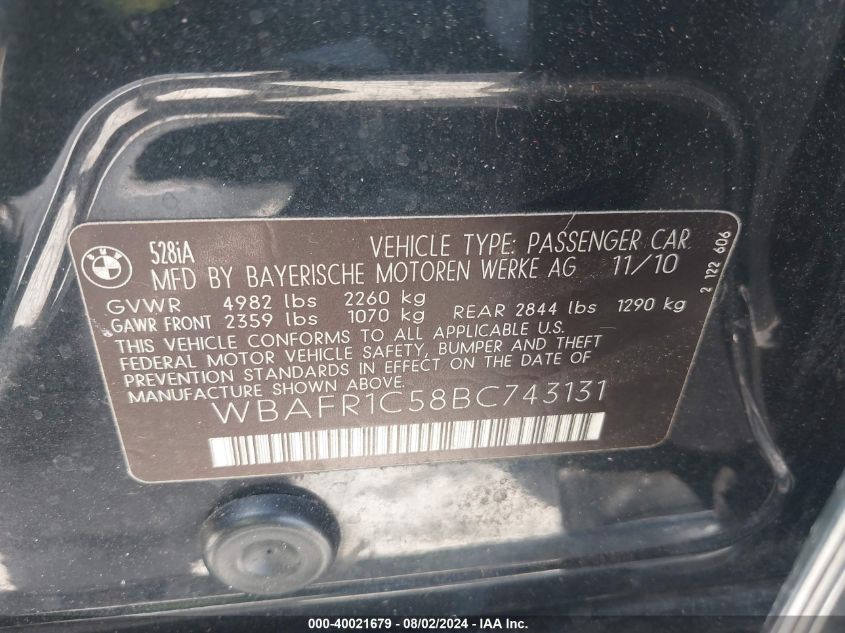 BMW
528iA VEHICLE TYPE: PASSENGER CAR
MFD BY BAYERISCHE MOTOREN WERKE AG 11/10
GVWR 4982 lbs 2260 kg
GAWR FRONT 2359 lbs 1070 kg REAR 2844 lbs 1290 kg
THIS VEHICLE CONFORMS TO ALL APPLICABLE U.S.
FEDERAL MOTOR VEHICLE SAFETY, BUMPER AND THEFT
PREVENTION STANDARDS IN EFFECT ON THE DATE OF
MANUFACTURE SHOWN ABOVE.
WBAFR1C58BC743131
2 122 606
000-40021679 - 08/02/2024 - IAAI.com